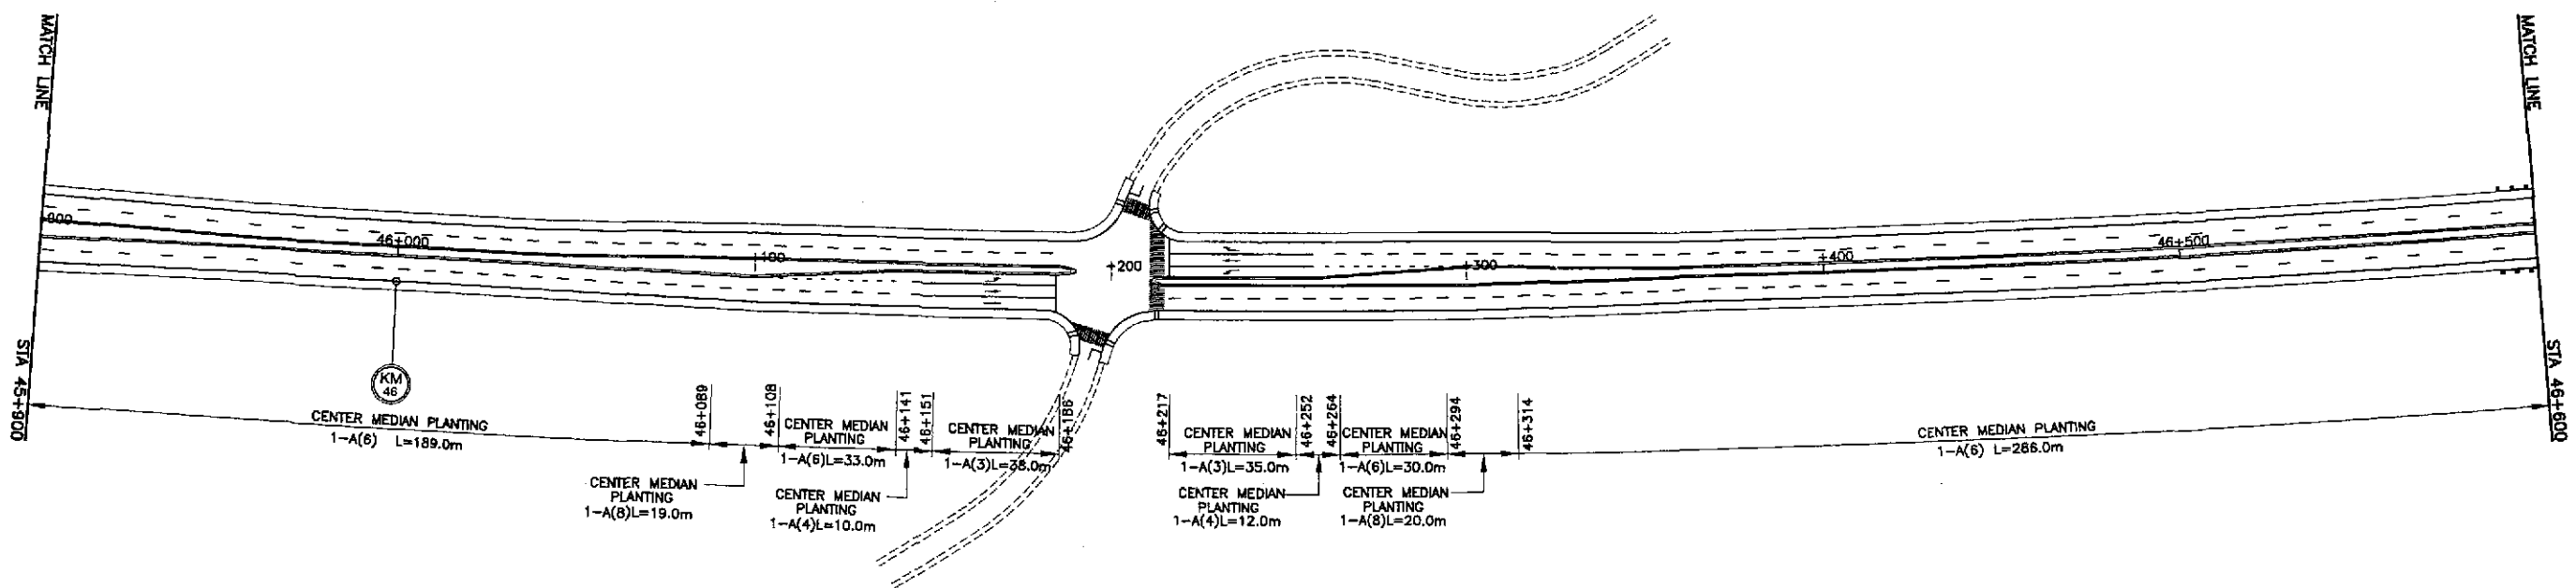 MATCH LINE
MATCH LINE
900
46+000
100
+200
300
+400
46+500
KM
46
STA 45+900
STA 46+600
46+089
46+108
46+141
46+151
46+186
46+217
46+252
46+264
46+294
46+314
CENTER MEDIAN PLANTING
1-A(6) L=189.0m
CENTER MEDIAN
PLANTING
1-A(8)L=19.0m
CENTER MEDIAN
PLANTING
1-A(6)L=33.0m
CENTER MEDIAN
PLANTING
1-A(4)L=10.0m
CENTER MEDIAN
PLANTING
1-A(3)L=38.0m
CENTER MEDIAN
PLANTING
1-A(3)L=35.0m
CENTER MEDIAN
PLANTING
1-A(4)L=12.0m
CENTER MEDIAN
PLANTING
1-A(6)L=30.0m
CENTER MEDIAN
PLANTING
1-A(8)L=20.0m
CENTER MEDIAN PLANTING
1-A(6) L=286.0m